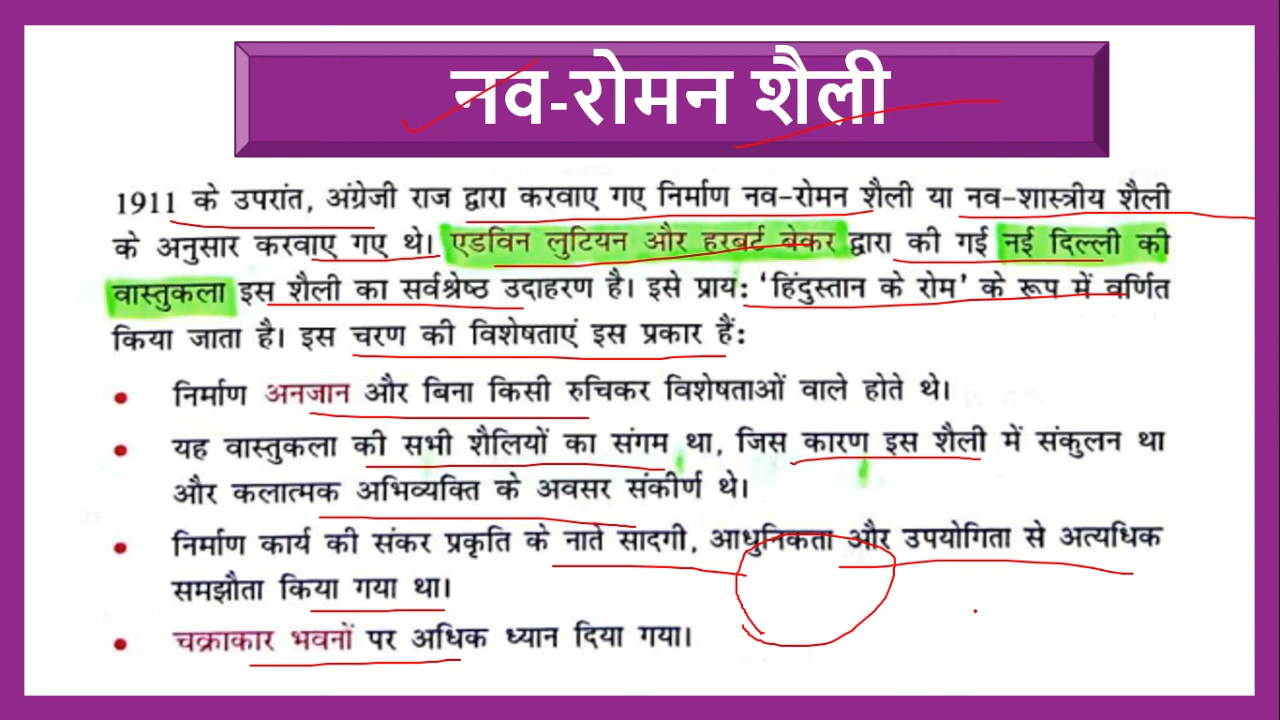 नव-रोमन शैली
1911 के उपरांत, अंग्रेजी राज द्वारा करवाए गए निर्माण नव-रोमन शैली या नव-शास्त्रीय शैली
के अनुसार करवाए गए थे। एडविन लुटियन और हरबर्ट बेकर द्वारा की गई नई दिल्ली की
वास्तुकला इस शैली का सर्वश्रेष्ठ उदाहरण है। इसे प्राय: ‘हिंदुस्तान के रोम’ के रूप में वर्णित
किया जाता है। इस चरण की विशेषताएं इस प्रकार हैं:
• निर्माण अनजान और बिना किसी रुचिकर विशेषताओं वाले होते थे।
• यह वास्तुकला की सभी शैलियों का संगम था, जिस कारण इस शैली में संकुलन था
और कलात्मक अभिव्यक्ति के अवसर संकीर्ण थे।
• निर्माण कार्य की संकर प्रकृति के नाते सादगी, आधुनिकता और उपयोगिता से अत्यधिक
समझौता किया गया था।
• चक्राकार भवनों पर अधिक ध्यान दिया गया।